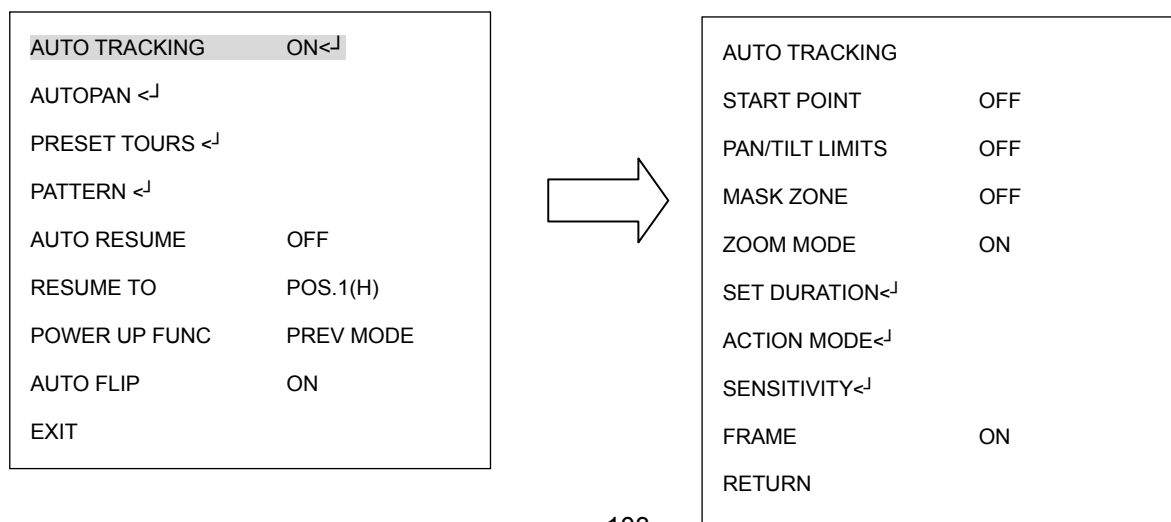 AUTO TRACKING ON<┘
AUTOPAN <┘
PRESET TOURS <┘
PATTERN <┘
AUTO RESUME OFF
RESUME TO POS.1(H)
POWER UP FUNC PREV MODE
AUTO FLIP ON
EXIT
AUTO TRACKING
START POINT OFF
PAN/TILT LIMITS OFF
MASK ZONE OFF
ZOOM MODE ON
SET DURATION<┘
ACTION MODE<┘
SENSITIVITY<┘
FRAME ON
RETURN